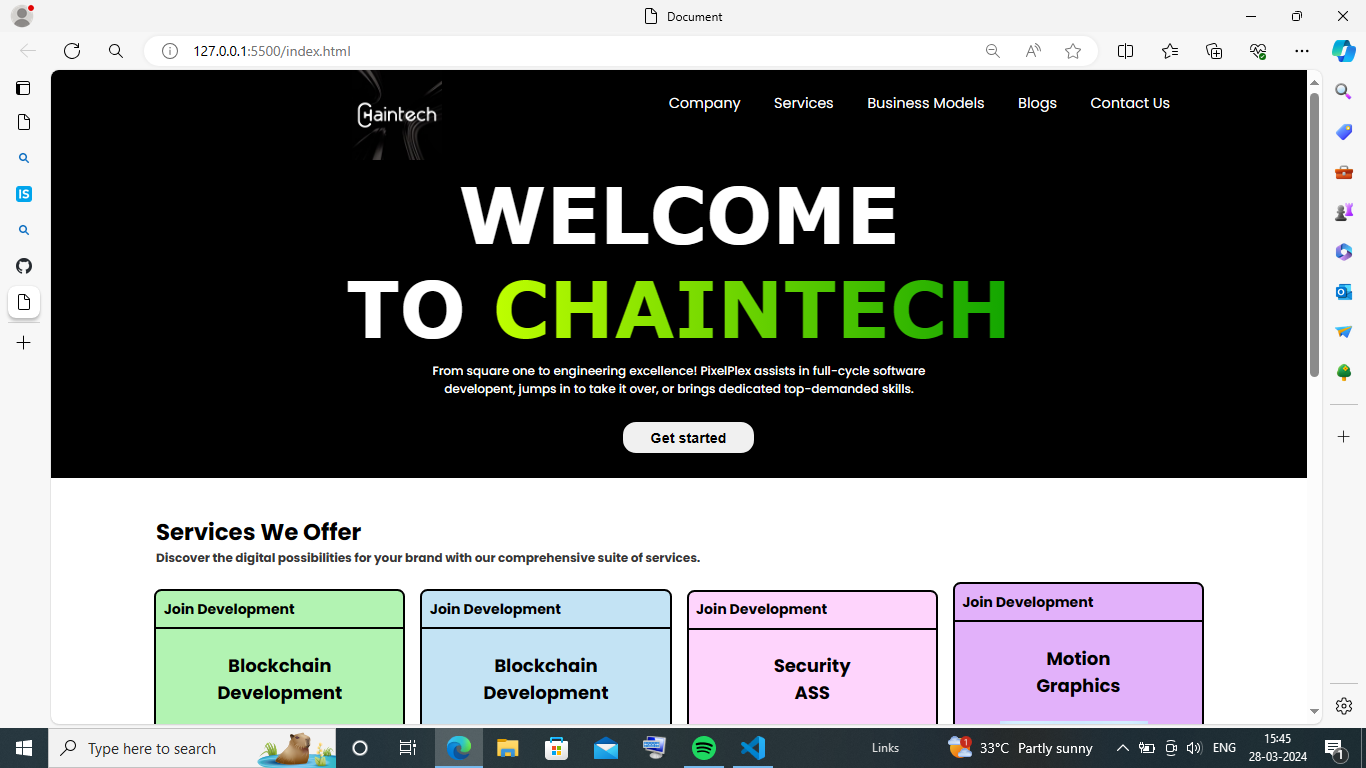 Document
127.0.0.1:5500/index.html
Chaintech
Company Services Business Models Blogs Contact Us
WELCOME
TO CHAINTECH
From square one to engineering excellence! PixelPlex assists in full-cycle software
developent, jumps in to take it over, or brings dedicated top-demanded skills.
Get started
Services We Offer
Discover the digital possibilities for your brand with our comprehensive suite of services.
Join Development
Blockchain
Development
Join Development
Blockchain
Development
Join Development
Security
ASS
Join Development
Motion
Graphics
IS
Type here to search
Links
1
33°C Partly sunny
ENG
15:45
28-03-2024
1